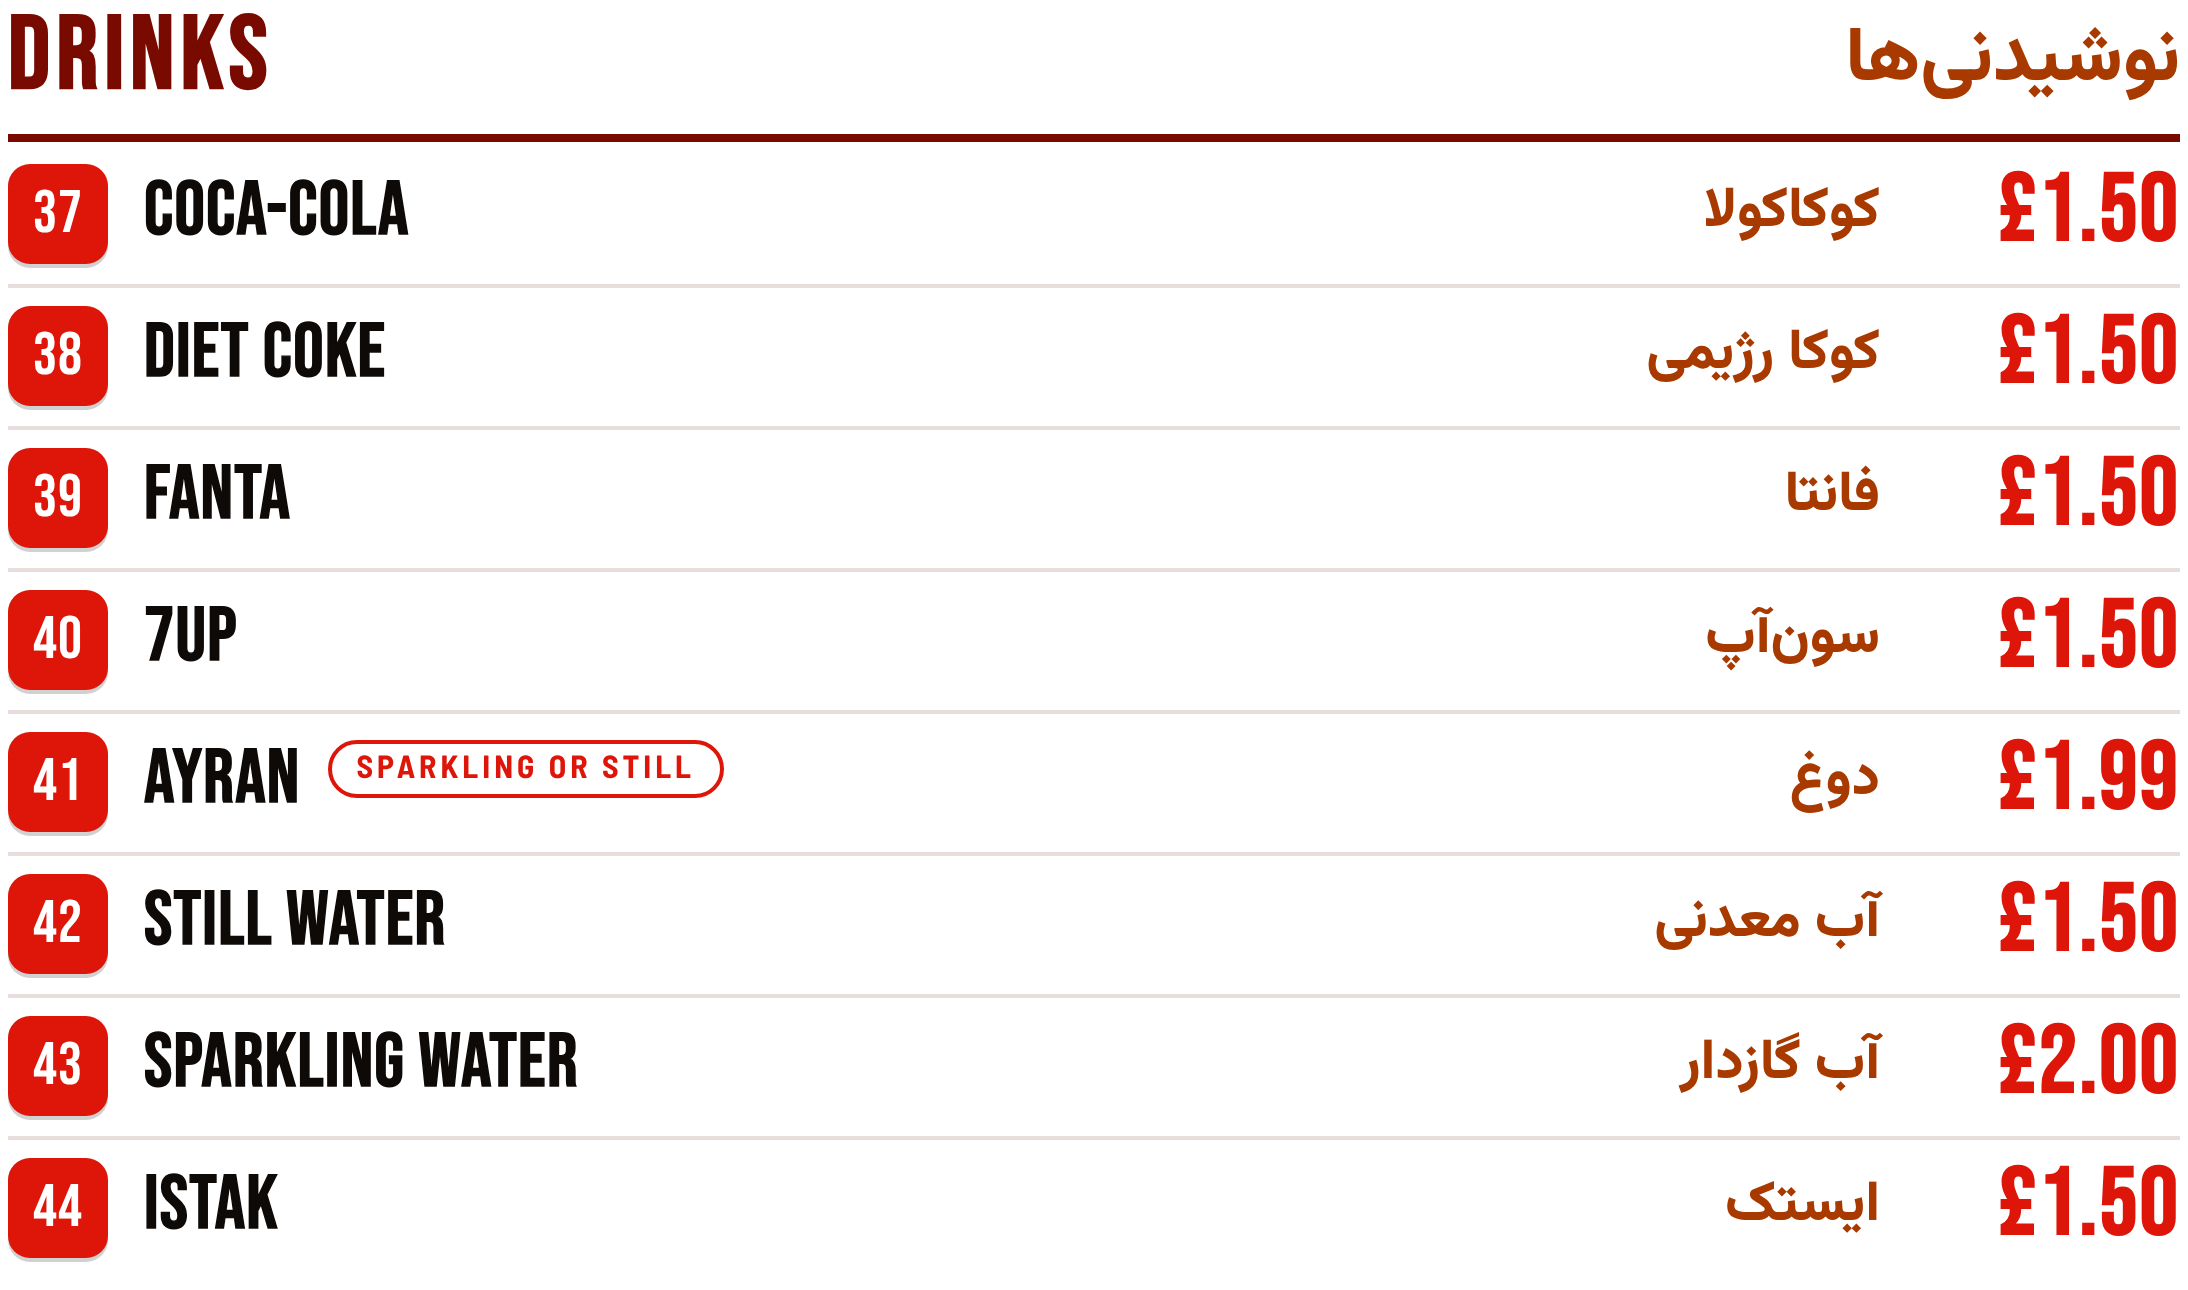 DRINKS نوشیدنی‌ها
37 COCA-COLA کوکاکولا £1.50
38 DIET COKE کوکا رژیمی £1.50
39 FANTA فانتا £1.50
40 7UP سون‌آپ £1.50
41 AYRAN SPARKLING OR STILL دوغ £1.99
42 STILL WATER آب معدنی £1.50
43 SPARKLING WATER آب گازدار £2.00
44 ISTAK ایستک £1.50